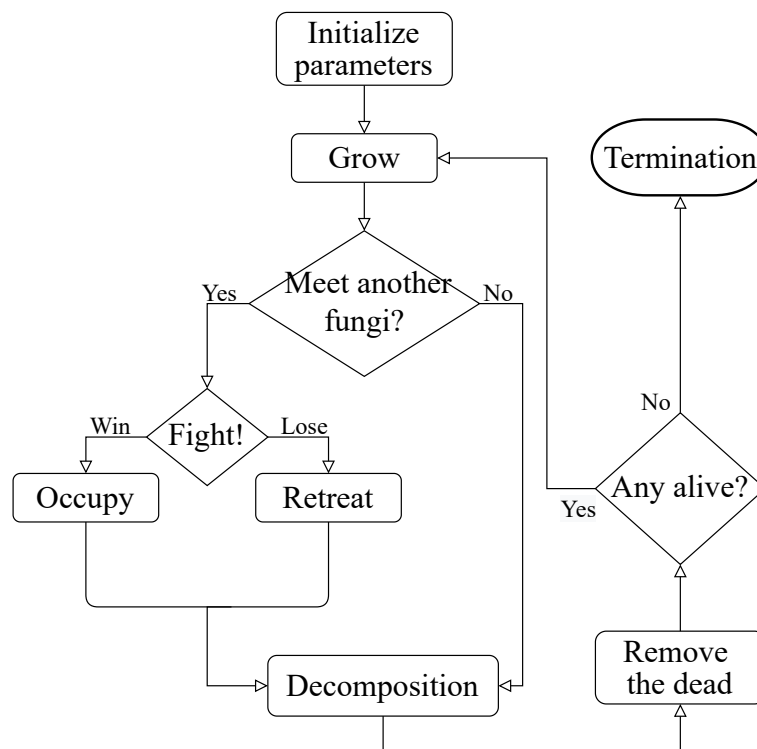 Initialize
parameters
Grow
Termination
Meet another
fungi?
Yes
No
Fight!
Win
Lose
Occupy
Retreat
No
Any alive?
Yes
Decomposition
Remove
the dead